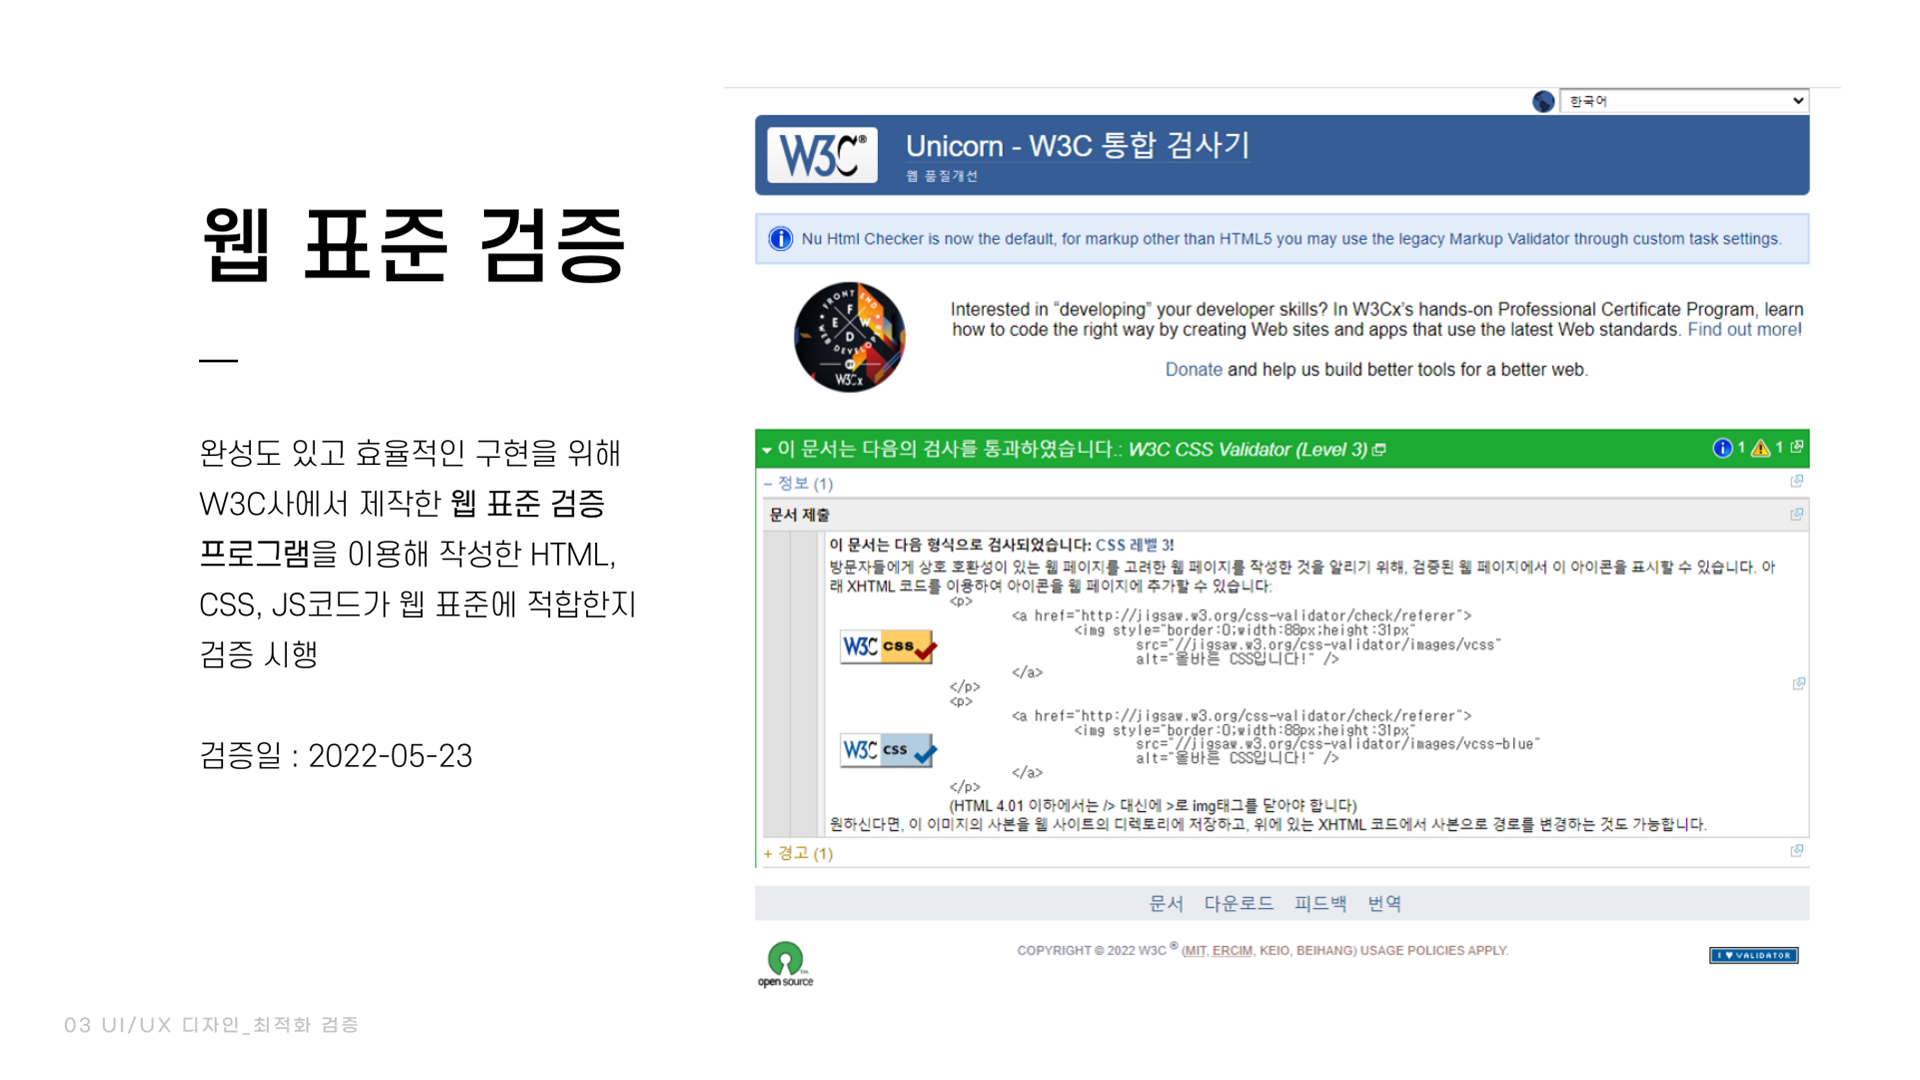 웹 표준 검증
완성도 있고 효율적인 구현을 위해
W3C사에서 제작한 웹 표준 검증
프로그램을 이용해 작성한 HTML,
CSS, JS코드가 웹 표준에 적합한지
검증 시행
검증일 : 2022-05-23
한국어
W3C®
Unicorn - W3C 통합 검사기
웹 품질개선
Nu Html Checker is now the default, for markup other than HTML5 you may use the legacy Markup Validator through custom task settings.
FRONT END
WEB DEVELOPER
F E W D
BY
W3Cx
Interested in “developing” your developer skills? In W3Cx’s hands-on Professional Certificate Program, learn
how to code the right way by creating Web sites and apps that use the latest Web standards. Find out more!
Donate and help us build better tools for a better web.
이 문서는 다음의 검사를 통과하였습니다.: W3C CSS Validator (Level 3)
1 1
– 정보 (1)
문서 제출
이 문서는 다음 형식으로 검사되었습니다: CSS 레벨 3!
방문자들에게 상호 호환성이 있는 웹 페이지를 고려한 웹 페이지를 작성한 것을 알리기 위해, 검증된 웹 페이지에서 이 아이콘을 표시할 수 있습니다. 아
래 XHTML 코드를 이용하여 아이콘을 웹 페이지에 추가할 수 있습니다:
<p>
<a href="http://jigsaw.w3.org/css-validator/check/referer">
<img style="border:0;width:88px;height:31px"
src="//jigsaw.w3.org/css-validator/images/vcss"
alt="올바른 CSS입니다!" />
</a>
</p>
W3C css
<p>
<a href="http://jigsaw.w3.org/css-validator/check/referer">
<img style="border:0;width:88px;height:31px"
src="//jigsaw.w3.org/css-validator/images/vcss-blue"
alt="올바른 CSS입니다!" />
</a>
</p>
W3C css
(HTML 4.01 이하에서는 /> 대신에 >로 img태그를 닫아야 합니다)
원하신다면, 이 이미지의 사본을 웹 사이트의 디렉토리에 저장하고, 위에 있는 XHTML 코드에서 사본으로 경로를 변경하는 것도 가능합니다.
+ 경고 (1)
문서 다운로드 피드백 번역
open source
COPYRIGHT © 2022 W3C ® (MIT, ERCIM, KEIO, BEIHANG) USAGE POLICIES APPLY.
I ♥ VALIDATOR
03 UI/UX 디자인_최적화 검증